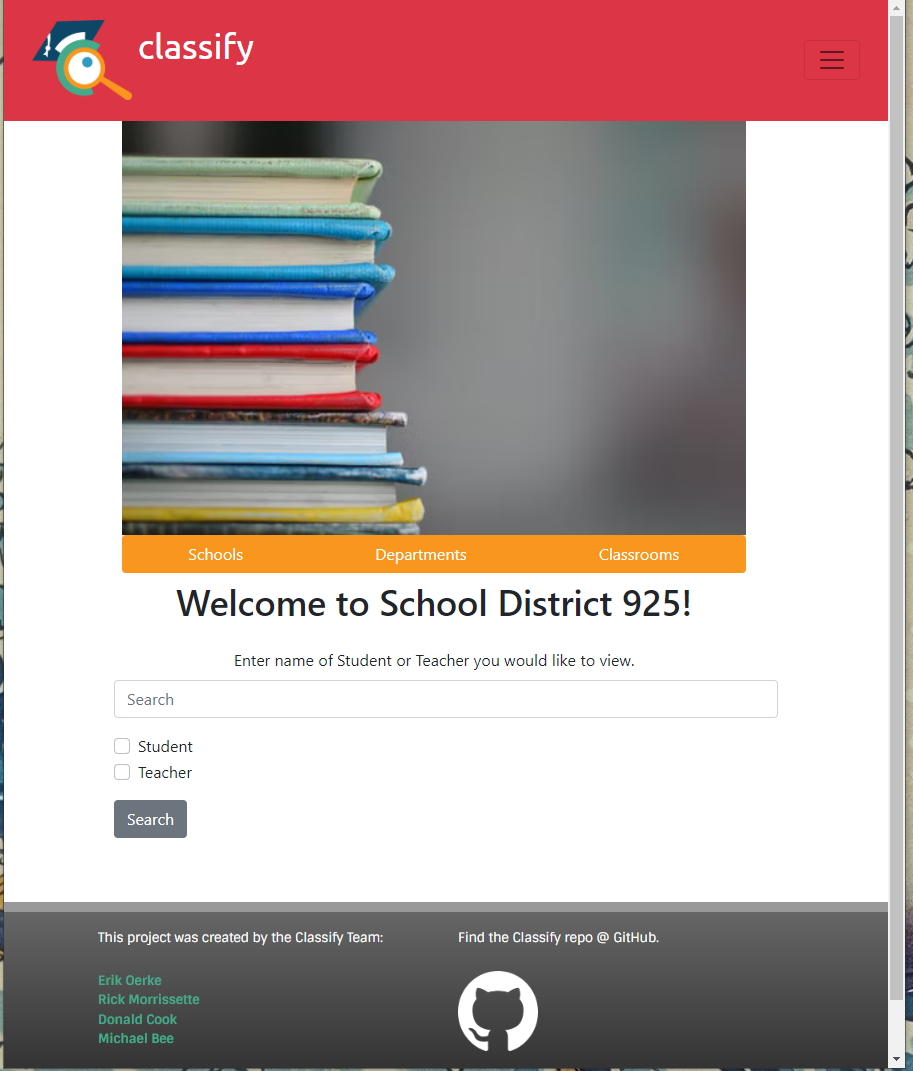 classify
Schools Departments Classrooms
Welcome to School District 925!
Enter name of Student or Teacher you would like to view.
Search
Student
Teacher
Search
This project was created by the Classify Team:
Erik Oerke
Rick Morrissette
Donald Cook
Michael Bee
Find the Classify repo @ GitHub.